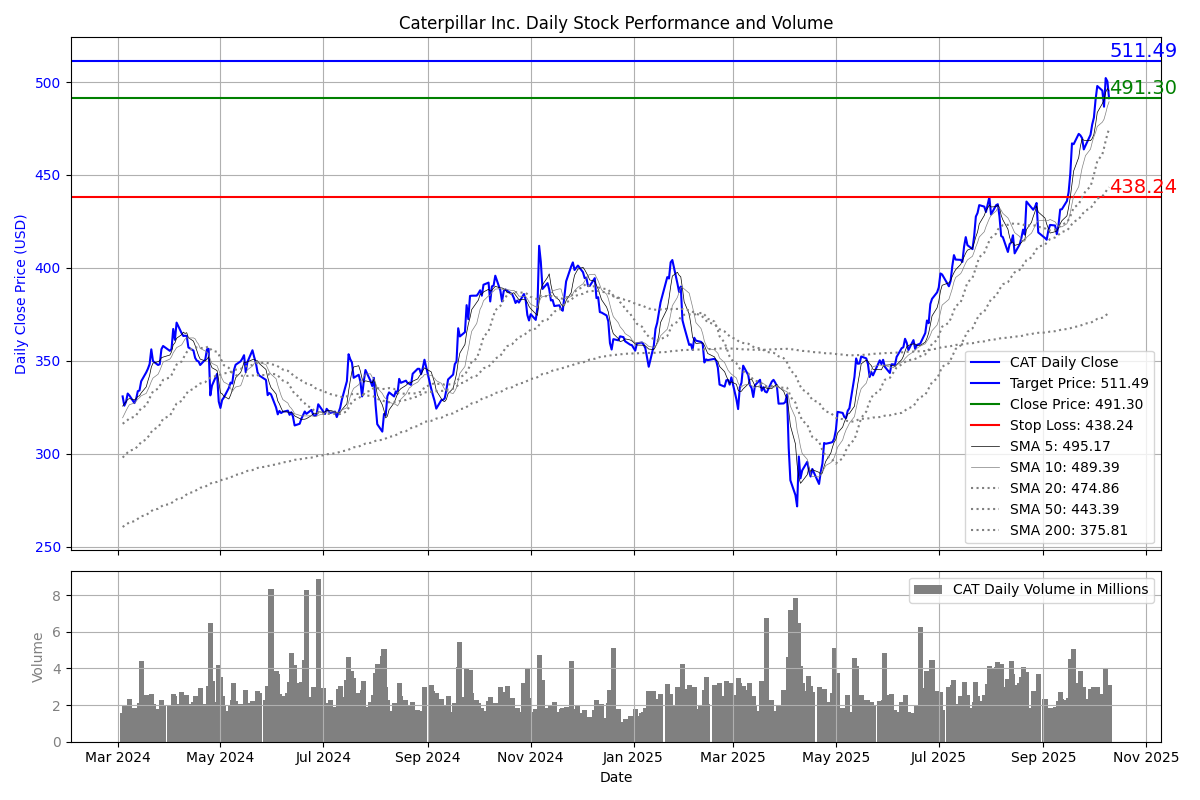 Caterpillar Inc. Daily Stock Performance and Volume
511.49
500
491.30
450
438.24
400
350
300
250
Daily Close Price (USD)
CAT Daily Close
Target Price: 511.49
Close Price: 491.30
Stop Loss: 438.24
SMA 5: 495.17
SMA 10: 489.39
SMA 20: 474.86
SMA 50: 443.39
SMA 200: 375.81
CAT Daily Volume in Millions
8
6
4
2
0
Volume
Mar 2024 May 2024 Jul 2024 Sep 2024 Nov 2024 Jan 2025 Mar 2025 May 2025 Jul 2025 Sep 2025 Nov 2025
Date